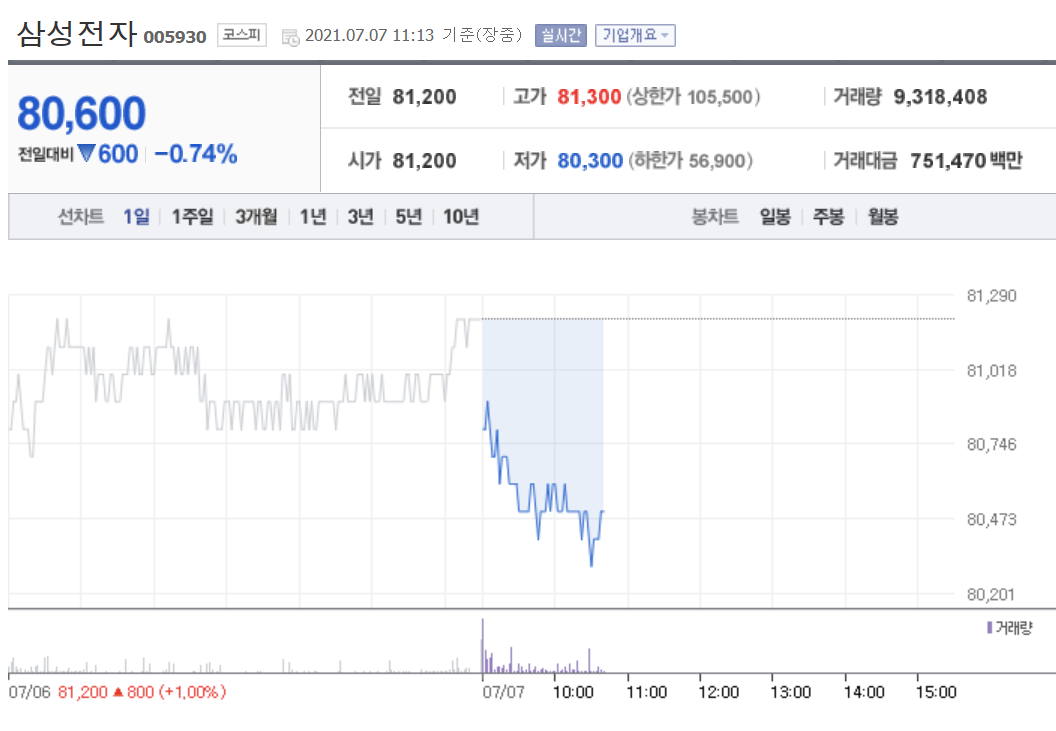 삼성전자 005930 코스피 2021.07.07 11:13 기준(장중) 실시간 기업개요
80,600
전일대비 ▼600 -0.74%
전일 81,200 고가 81,300 (상한가 105,500) 거래량 9,318,408
시가 81,200 저가 80,300 (하한가 56,900) 거래대금 751,470 백만
선차트 1일 1주일 3개월 1년 3년 5년 10년 봉차트 일봉 주봉 월봉
81,290
81,018
80,746
80,473
80,201
거래량
07/06 81,200 ▲800 (+1,00%) 07/07 10:00 11:00 12:00 13:00 14:00 15:00